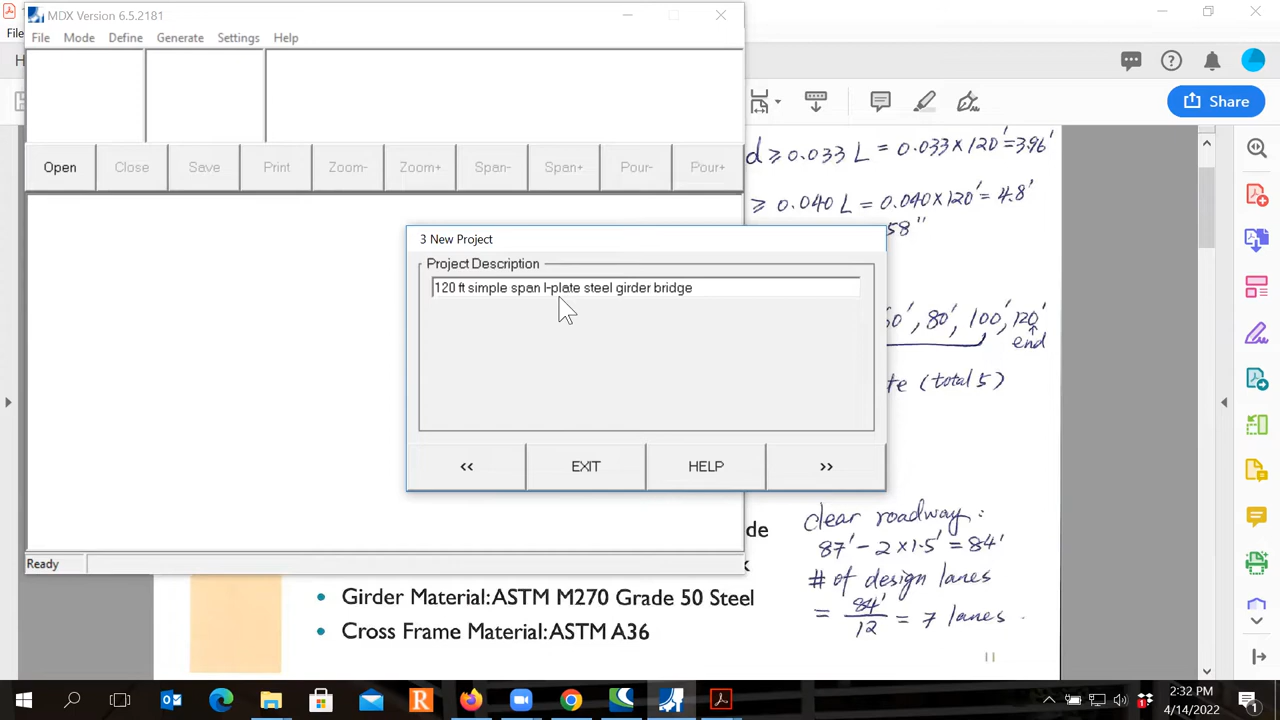 MDX Version 6.5.2181
File Mode Define Generate Settings Help
Open Close Save Print Zoom- Zoom+ Span- Span+ Pour- Pour+
Share
d ≥ 0.033 L = 0.033 × 120' = 3.96'
≥ 0.040 L = 0.040 × 120' = 4.8'
58"
3 New Project
Project Description
120 ft simple span I-plate steel girder bridge
<< EXIT HELP >>
80', 100', 120'
end
te (total 5)
Ready
de
k
clear roadway:
87' - 2 × 1.5' = 84'
# of design lanes
= 84' / 12 = 7 lanes
• Girder Material: ASTM M270 Grade 50 Steel
• Cross Frame Material: ASTM A36
11
2:32 PM
4/14/2022